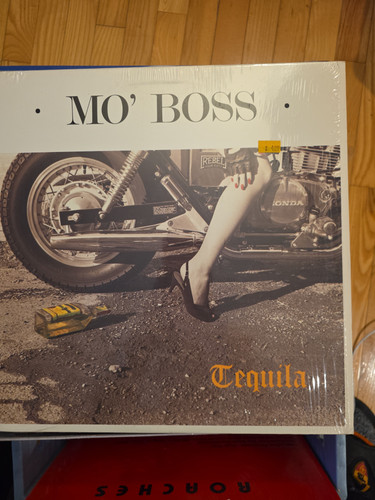 • MO' BOSS •
REBEL
HONDA
Tequila
ROACHES